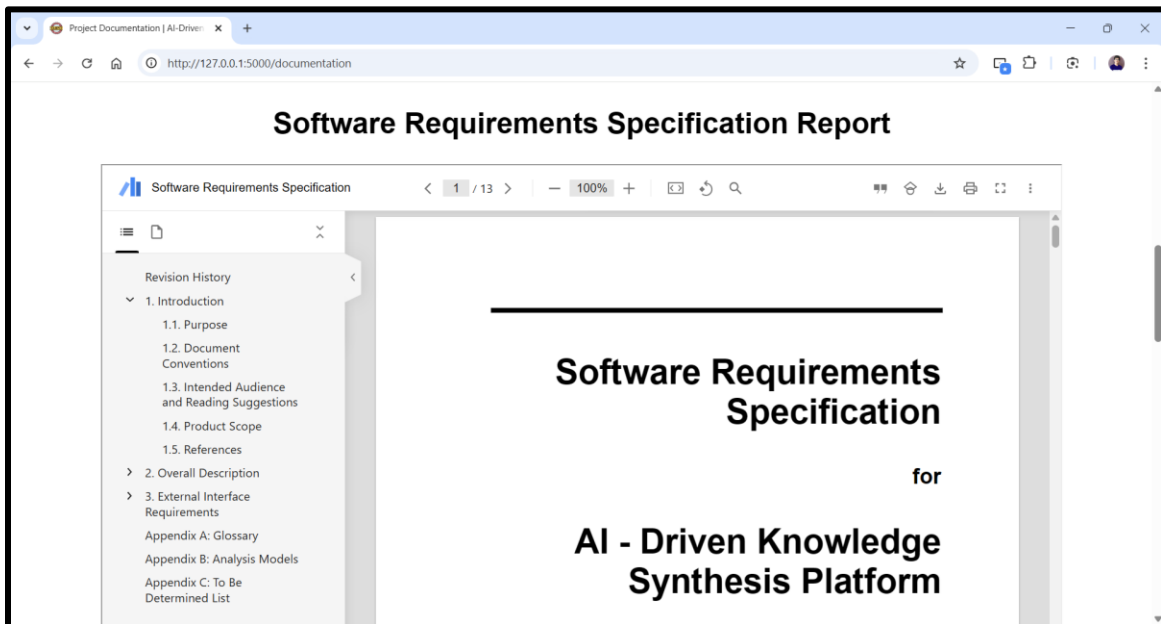 Project Documentation | AI-Driven
http://127.0.0.1:5000/documentation
Software Requirements Specification Report
Software Requirements Specification
1 / 13
100%
Revision History
1. Introduction
1.1. Purpose
1.2. Document
Conventions
1.3. Intended Audience
and Reading Suggestions
1.4. Product Scope
1.5. References
2. Overall Description
3. External Interface
Requirements
Appendix A: Glossary
Appendix B: Analysis Models
Appendix C: To Be
Determined List
Software Requirements
Specification
for
AI - Driven Knowledge
Synthesis Platform